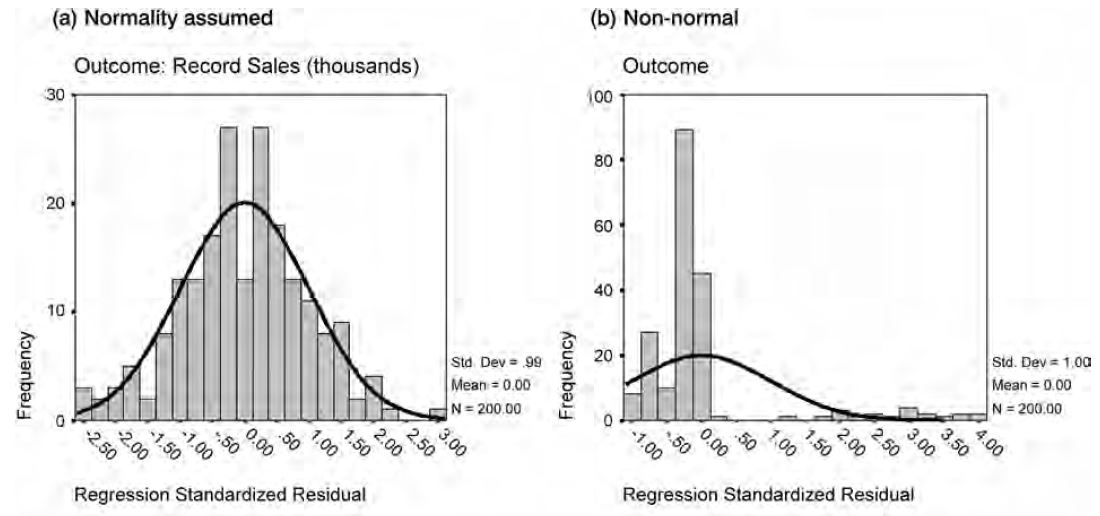 (a) Normality assumed
Outcome: Record Sales (thousands)
30
20
10
0
Frequency
-2.50
-2.00
-1.50
-1.00
-.50
0.00
.50
1.00
1.50
2.00
2.50
3.00
Std. Dev = .99
Mean = 0.00
N = 200.00
Regression Standardized Residual
(b) Non-normal
Outcome
100
80
60
40
20
0
Frequency
-1.00
-.50
0.00
.50
1.00
1.50
2.00
2.50
3.00
3.50
4.00
Std. Dev = 1.00
Mean = 0.00
N = 200.00
Regression Standardized Residual